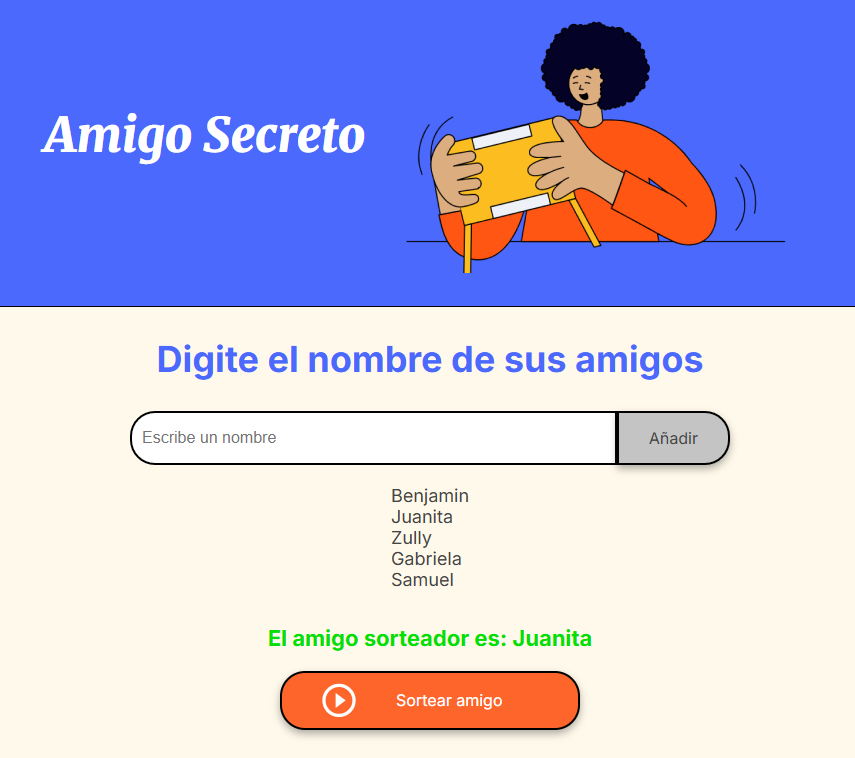 Amigo Secreto
Digite el nombre de sus amigos
Escribe un nombre
Añadir
Benjamin
Juanita
Zully
Gabriela
Samuel
El amigo sorteador es: Juanita
Sortear amigo